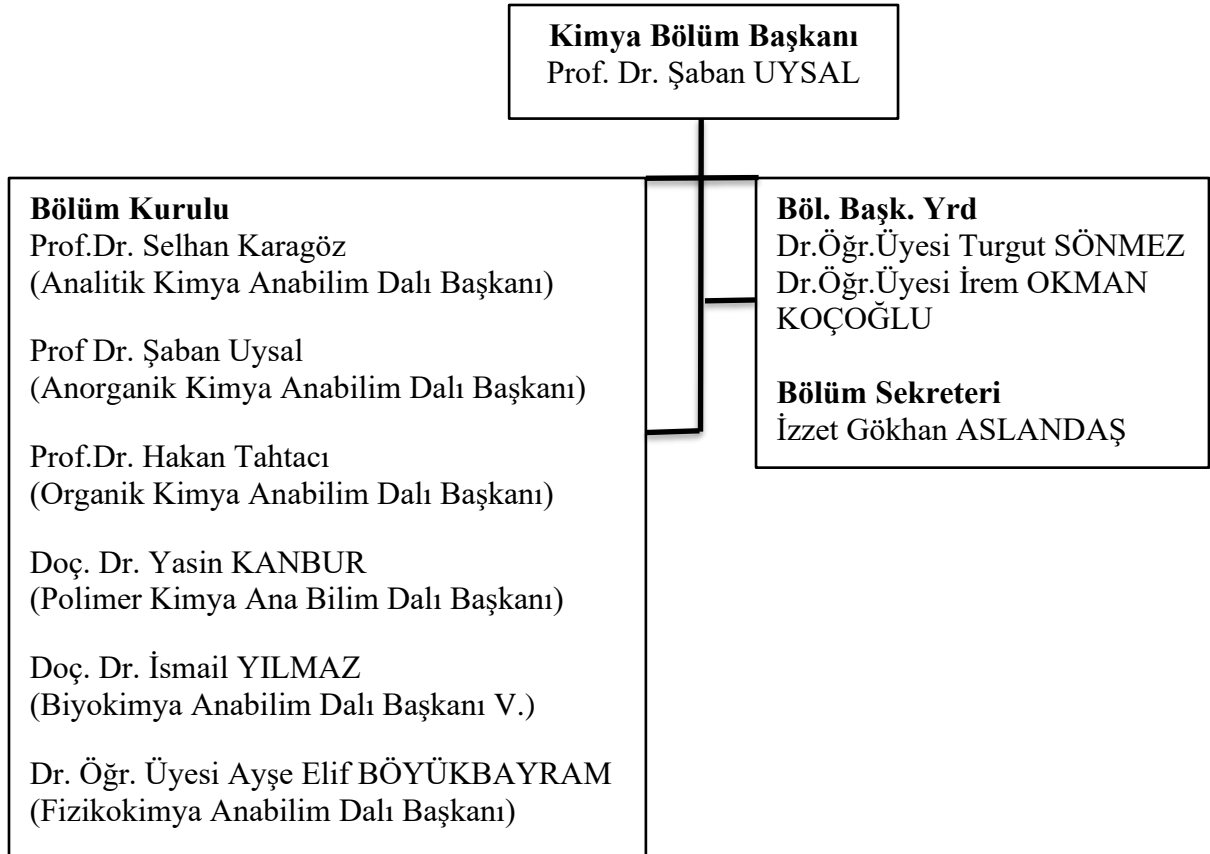 Kimya Bölüm Başkanı
Prof. Dr. Şaban UYSAL
Bölüm Kurulu
Prof.Dr. Selhan Karagöz
(Analitik Kimya Anabilim Dalı Başkanı)
Prof Dr. Şaban Uysal
(Anorganik Kimya Anabilim Dalı Başkanı)
Prof.Dr. Hakan Tahtacı
(Organik Kimya Anabilim Dalı Başkanı)
Doç. Dr. Yasin KANBUR
(Polimer Kimya Ana Bilim Dalı Başkanı)
Doç. Dr. İsmail YILMAZ
(Biyokimya Anabilim Dalı Başkanı V.)
Dr. Öğr. Üyesi Ayşe Elif BÖYÜKBAYRAM
(Fizikokimya Anabilim Dalı Başkanı)
Böl. Başk. Yrd
Dr.Öğr.Üyesi Turgut SÖNMEZ
Dr.Öğr.Üyesi İrem OKMAN
KOÇOĞLU
Bölüm Sekreteri
İzzet Gökhan ASLANDAŞ